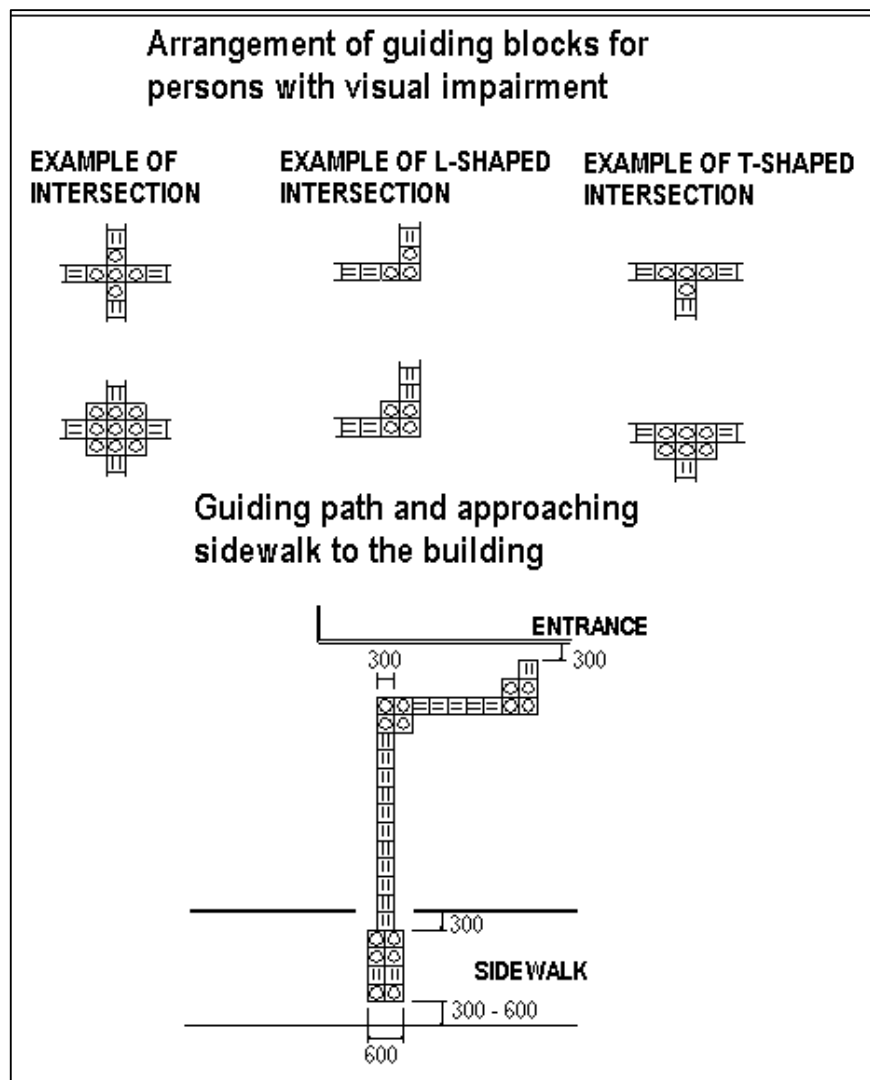 Arrangement of guiding blocks for
persons with visual impairment
EXAMPLE OF
INTERSECTION
EXAMPLE OF L-SHAPED
INTERSECTION
EXAMPLE OF T-SHAPED
INTERSECTION
Guiding path and approaching
sidewalk to the building
ENTRANCE
300
300
300
SIDEWALK
300 - 600
600